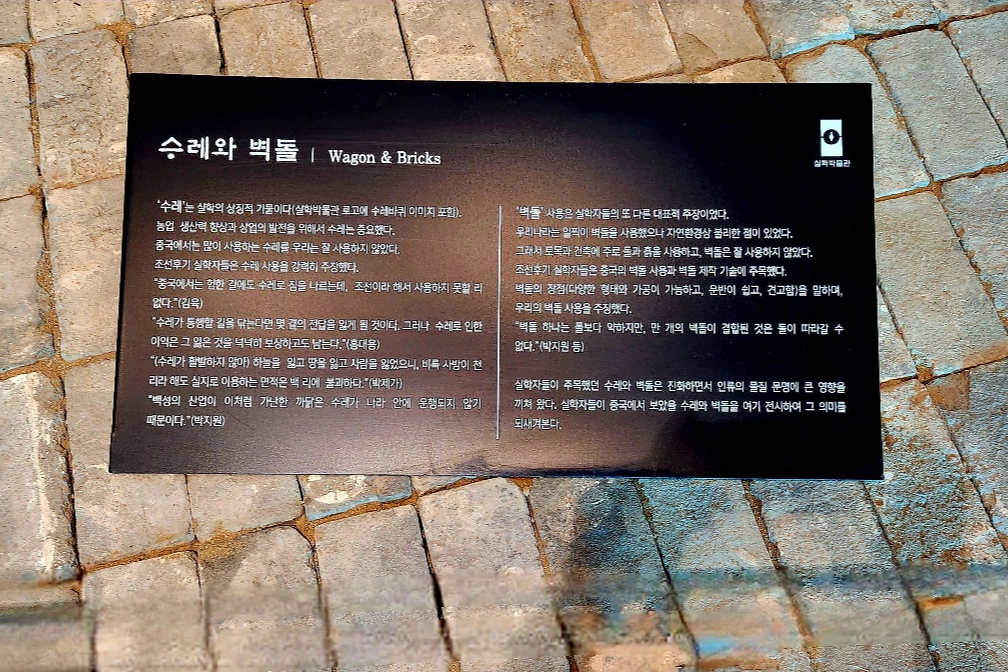 수레와 벽돌 | Wagon & Bricks
실학박물관
'수레'는 실학의 상징적 기물이다(실학박물관 로고에 수레바퀴 이미지 포함).
농업 생산력 향상과 상업의 발전을 위해서 수레는 중요했다.
중국에서는 많이 사용하는 수레를 우리는 잘 사용하지 않았다.
조선후기 실학자들은 수레 사용을 강력히 주장했다.
"중국에서는 험한 길에도 수레로 짐을 나르는데, 조선이라 해서 사용하지 못할 리
없다."(김육)
"수레가 통행할 길을 닦는다면 몇 결의 전답을 잃게 될 것이다. 그러나 수레로 인한
이익은 그 잃은 것을 넉넉히 보상하고도 남는다."(홍대용)
"(수레가 활발하지 않아) 하늘을 잃고 땅을 잃고 사람을 잃었으니, 비록 사방이 천
리라 해도 실지로 이용하는 면적은 백 리에 불과하다."(박제가)
"백성의 산업이 이처럼 가난한 까닭은 수레가 나라 안에 운행되지 않기
때문이다."(박지원)
'벽돌' 사용은 실학자들의 또 다른 대표적 주장이었다.
우리나라는 일찍이 벽돌을 사용했으나 자연환경상 불리한 점이 있었다.
그래서 토목과 건축에 주로 돌과 흙을 사용하고, 벽돌은 잘 사용하지 않았다.
조선후기 실학자들은 중국의 벽돌 사용과 벽돌 제작 기술에 주목했다.
벽돌의 장점(다양한 형태와 가공이 가능하고, 운반이 쉽고, 견고함)을 말하며,
우리의 벽돌 사용을 주장했다.
"벽돌 하나는 돌보다 약하지만, 만 개의 벽돌이 결합된 것은 돌이 따라갈 수
없다."(박지원 등)
실학자들이 주목했던 수레와 벽돌은 진화하면서 인류의 물질 문명에 큰 영향을
끼쳐 왔다. 실학자들이 중국에서 보았을 수레와 벽돌을 여기 전시하여 그 의미를
되새겨본다.